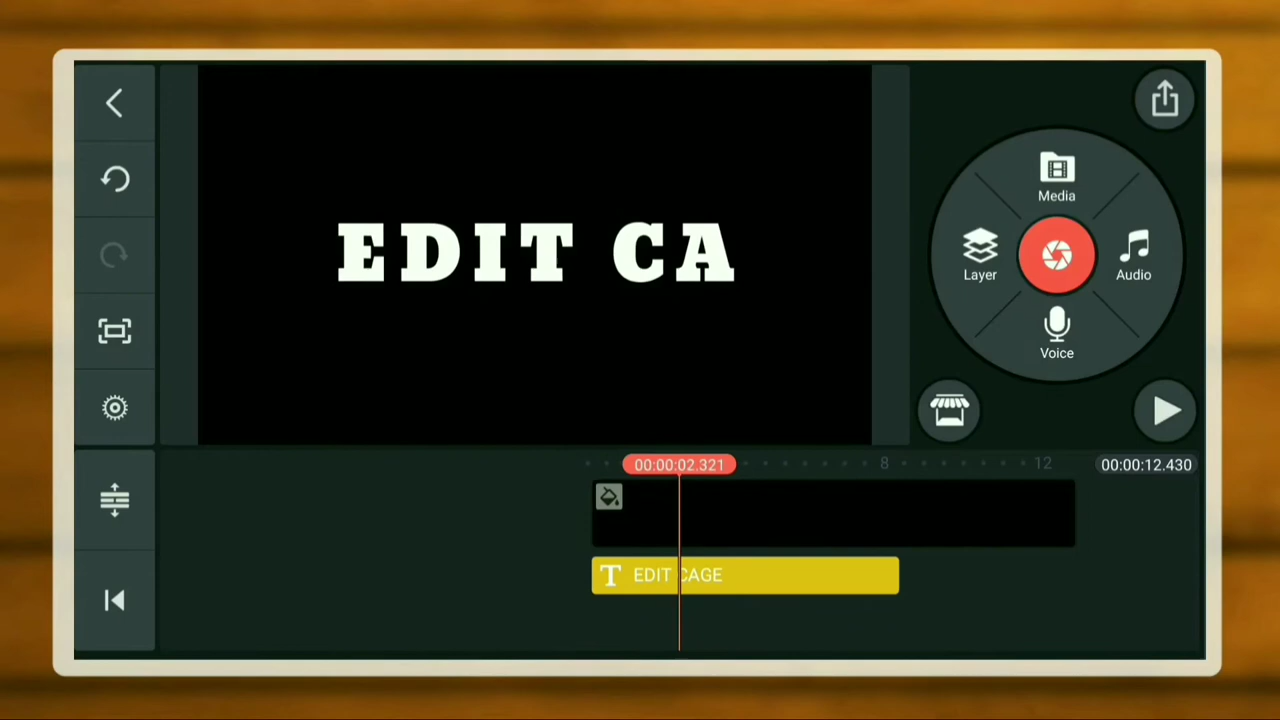 EDIT CA
Media
Layer
Audio
Voice
00:00:02.321
8
12
00:00:12.430
T EDIT CAGE